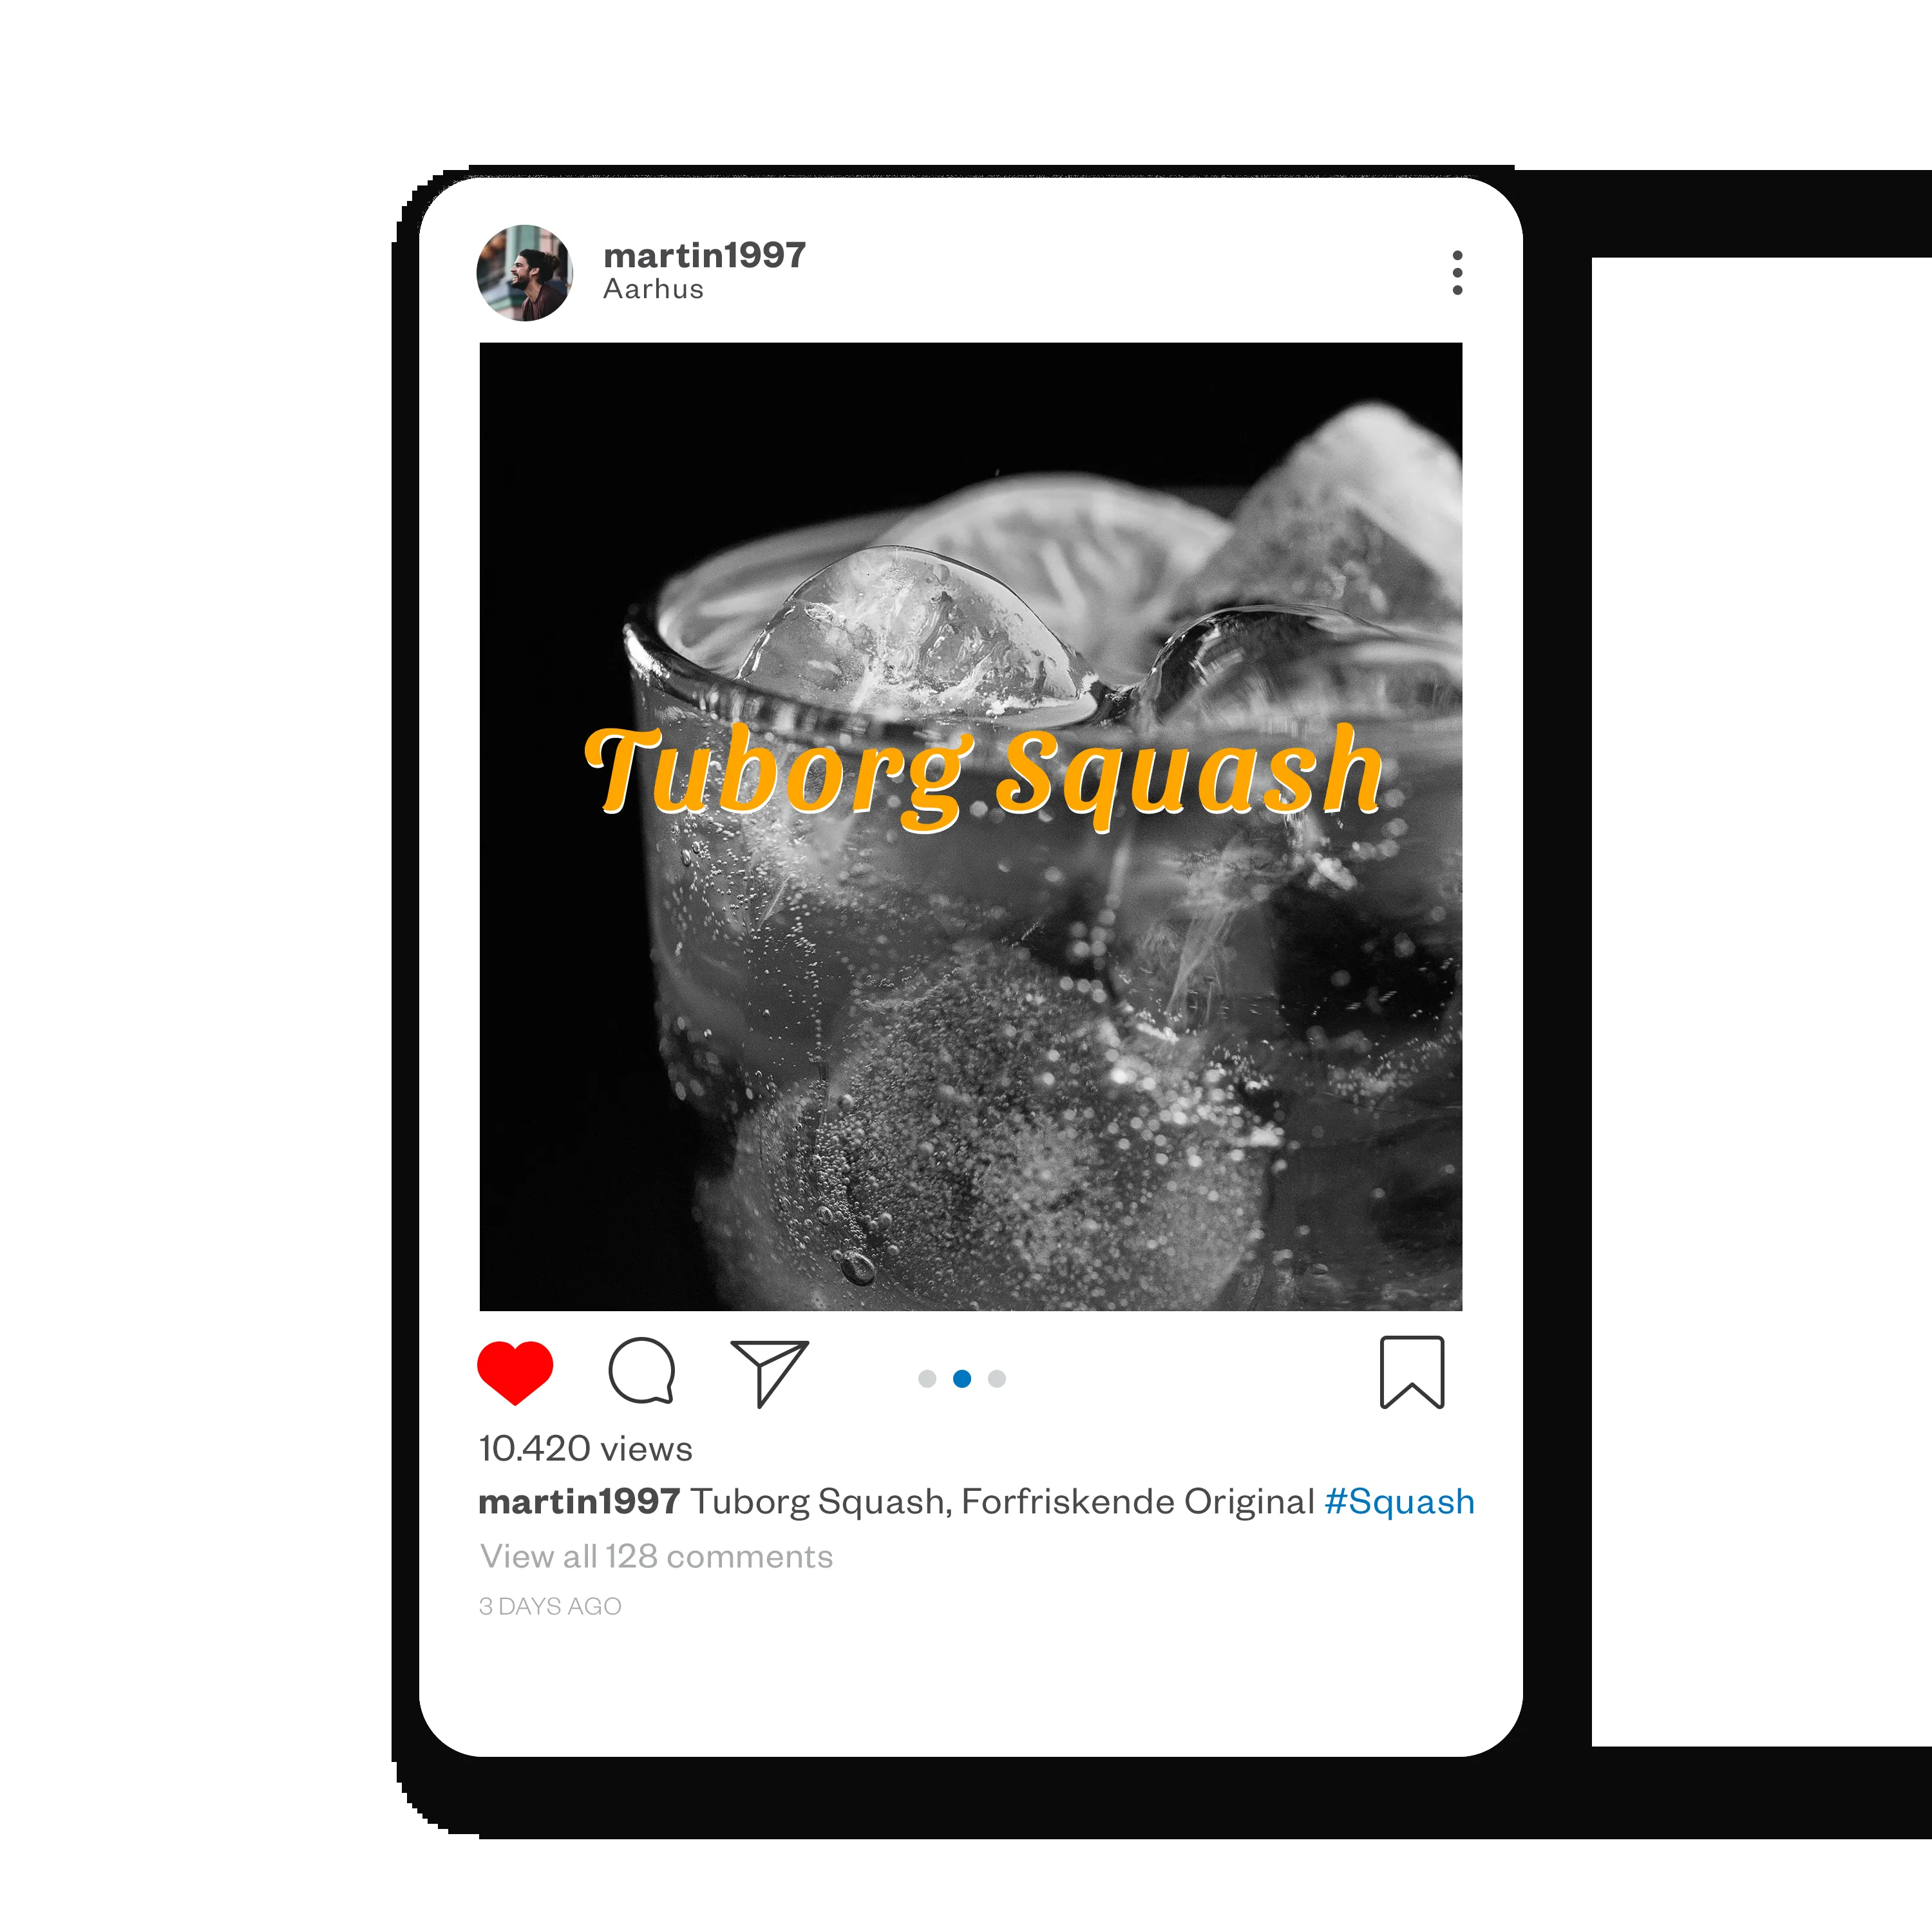 martin1997
Aarhus
Tuborg Squash
10.420 views
martin1997 Tuborg Squash, Forfriskende Original #Squash
View all 128 comments
3 DAYS AGO